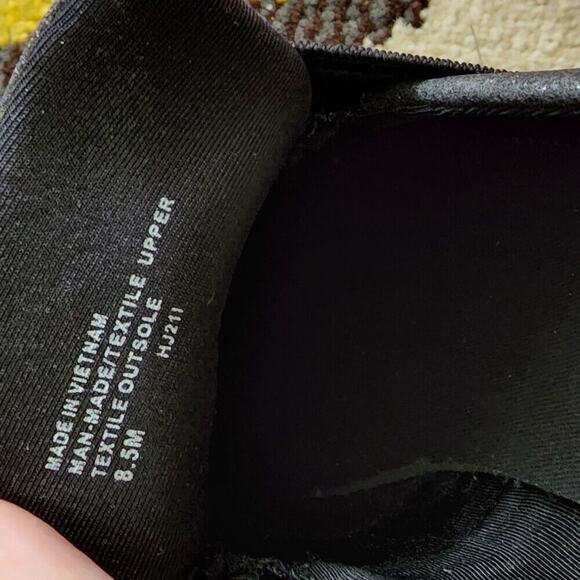 MADE IN VIETNAM
MAN-MADE/TEXTILE UPPER
TEXTILE OUTSOLE
8.5M HJ211